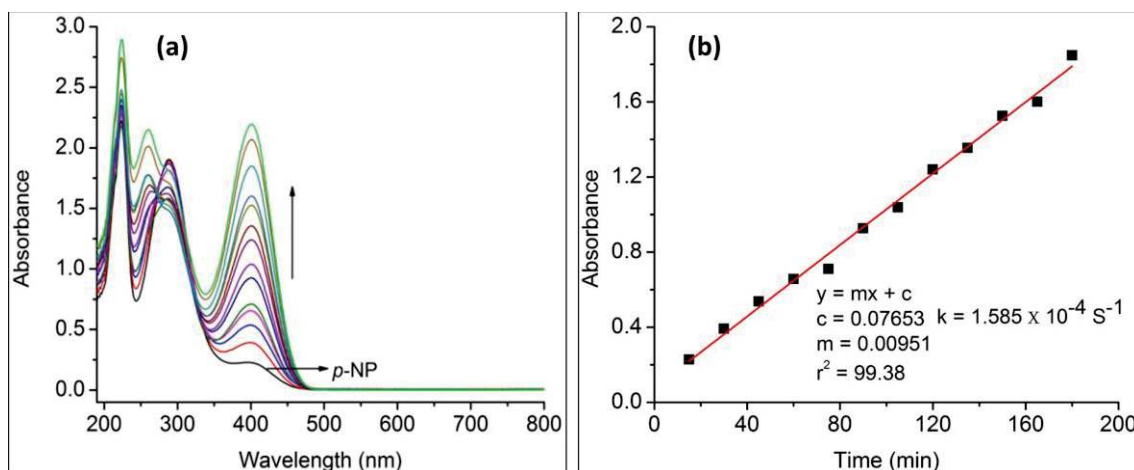 (a)
3.0
2.5
2.0
1.5
1.0
0.5
0.0
Absorbance
p-NP
200 300 400 500 600 700 800
Wavelength (nm)
(b)
2.0
1.6
1.2
0.8
0.4
0.0
Absorbance
y = mx + c
c = 0.07653 k = 1.585 x 10⁻⁴ S⁻¹
m = 0.00951
r² = 99.38
0 40 80 120 160 200
Time (min)